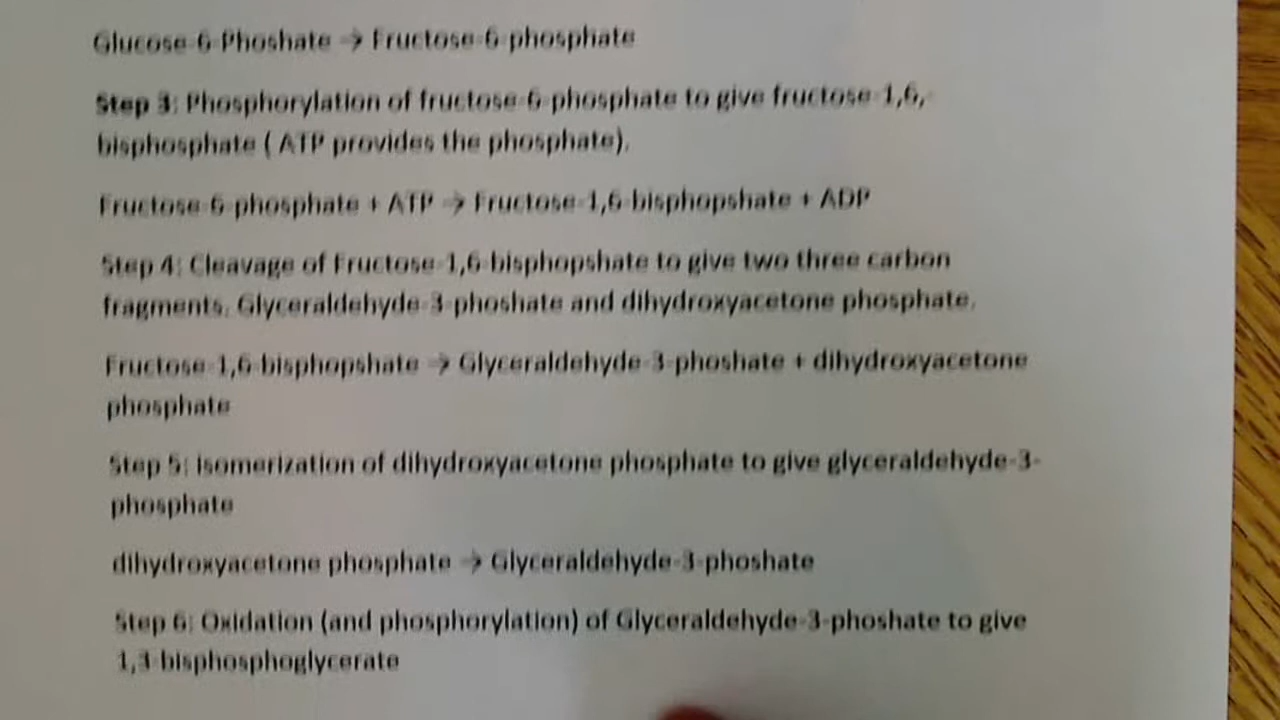 Glucose-6-Phoshate → Fructose-6-phosphate
Step 3: Phosphorylation of fructose-6-phosphate to give fructose-1,6,-
bisphosphate ( ATP provides the phosphate).
Fructose-6-phosphate + ATP → Fructose-1,6-bisphopshate + ADP
Step 4: Cleavage of Fructose-1,6-bisphopshate to give two three carbon
fragments. Glyceraldehyde-3-phoshate and dihydroxyacetone phosphate.
Fructose-1,6-bisphopshate → Glyceraldehyde-3-phoshate + dihydroxyacetone
phosphate
Step 5: isomerization of dihydroxyacetone phosphate to give glyceraldehyde-3-
phosphate
dihydroxyacetone phosphate → Glyceraldehyde-3-phoshate
Step 6: Oxidation (and phosphorylation) of Glyceraldehyde-3-phoshate to give
1,3-bisphosphoglycerate